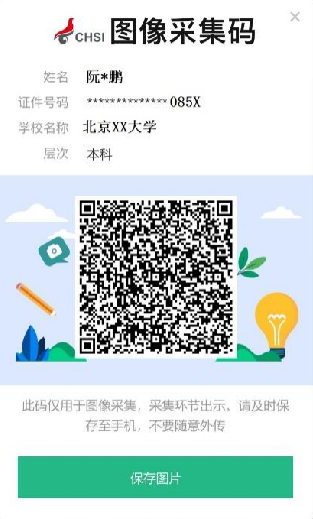 CHSI 图像采集码
姓名 阮*鹏
证件号码 **************085X
学校名称 北京XX大学
层次 本科
此码仅用于图像采集，采集环节出示、请及时保
存至手机，不要随意外传
保存图片